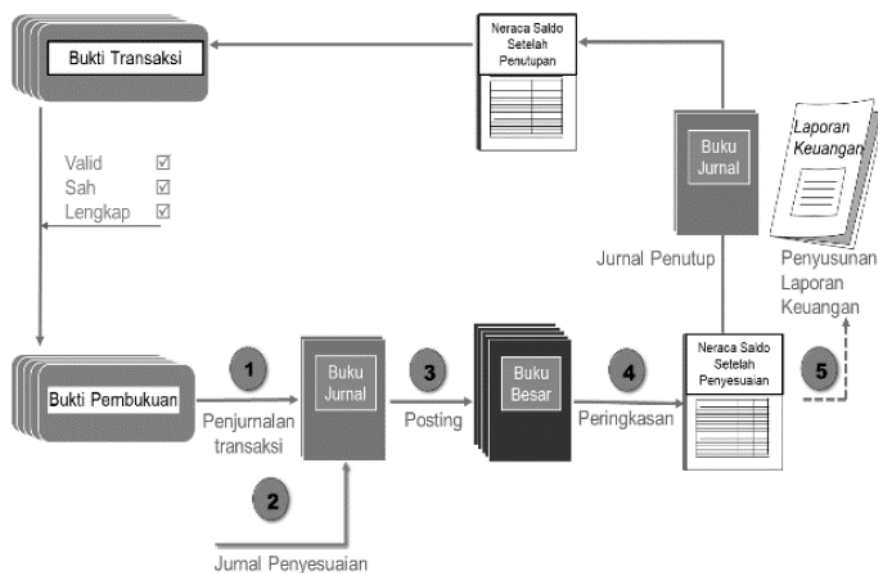 Bukti Transaksi
Neraca Saldo
Setelah
Penutupan
Valid ☑
Sah ☑
Lengkap ☑
Buku
Jurnal
Laporan
Keuangan
Jurnal Penutup
Penyusunan
Laporan
Keuangan
Bukti Pembukuan
1
Penjurnalan
transaksi
Buku
Jurnal
3
Posting
Buku
Besar
4
Peringkasan
Neraca Saldo
Setelah
Penyesuaian
5
2
Jurnal Penyesuaian